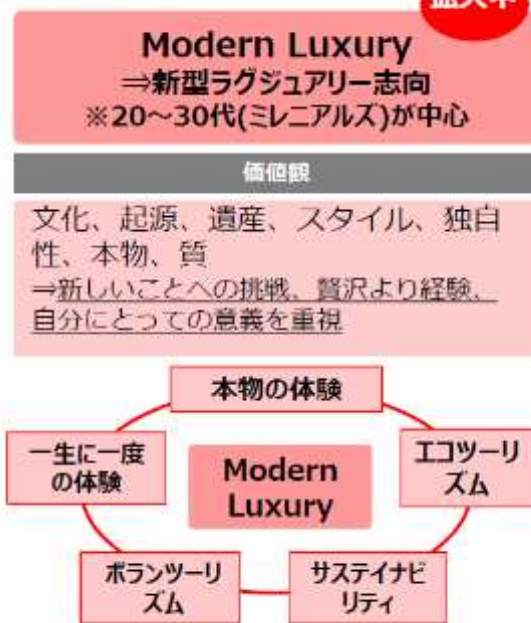 拡大中
Modern Luxury
⇒新型ラグジュアリー志向
※20～30代(ミレニアルズ)が中心
価値観
文化、起源、遺産、スタイル、独自
性、本物、質
⇒新しいことへの挑戦、贅沢より経験、
自分にとっての意義を重視
本物の体験
一生に一度
の体験
Modern
Luxury
エコツーリ
ズム
ボランツーリ
ズム
サステイナビ
リティ